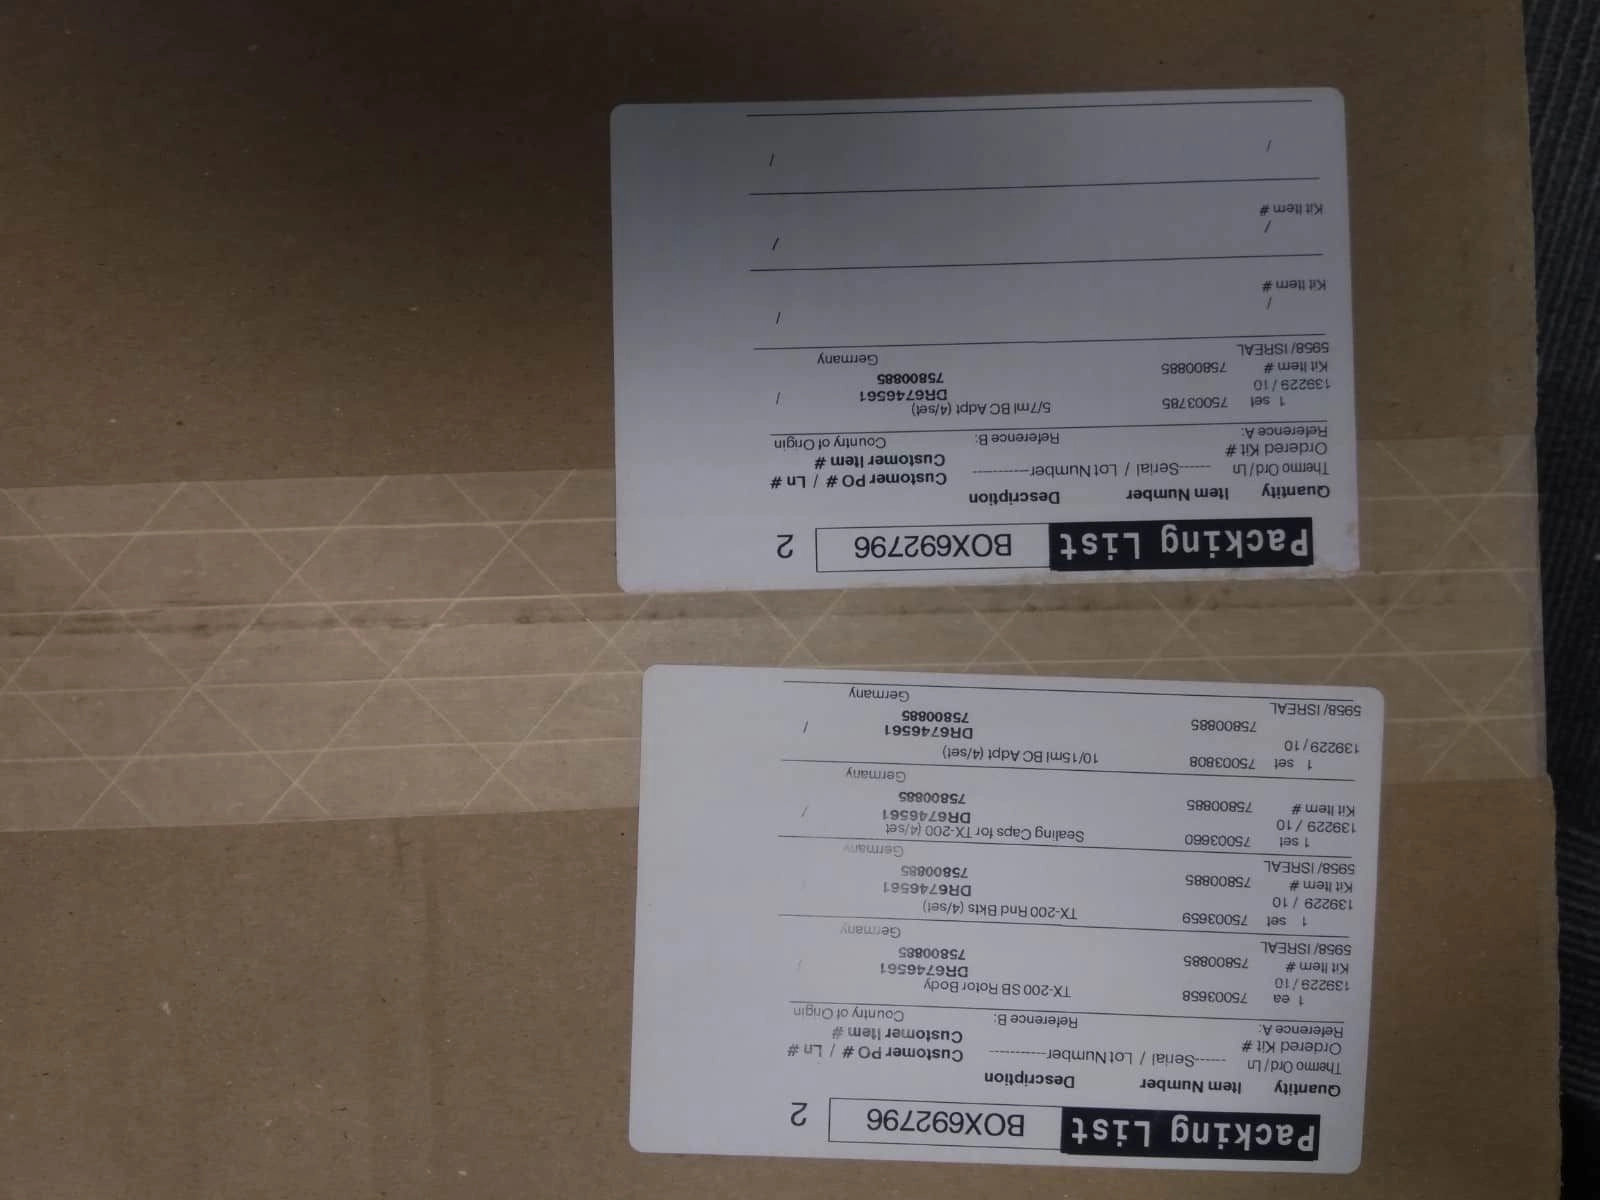 Packing List BOX692796 2
Quantity Item Number Description Customer PO # / Ln #
Thermo Ord/Ln ------Serial / Lot Number----------- Customer Item #
Ordered Kit #
Reference A: Reference B: Country of Origin
1 ea 75003658 TX-200 SB Rotor Body
139229 / 10 DR6746561 /
Kit Item # 75800885 75800885
5958/ ISREAL Germany
1 set 75003659 TX-200 Rnd Bkts (4/set)
139229 / 10 DR6746561
Kit Item # 75800885 75800885
5958/ ISREAL Germany
1 set 75003660 Sealing Caps for TX-200 (4/set
139229 / 10 DR6746561 /
Kit Item # 75800885 75800885
Germany
1 set 75003808 10/15ml BC Adpt (4/set)
139229 / 10 DR6746561 /
75800885 75800885
5958/ ISREAL Germany
Packing List BOX692796 2
Quantity Item Number Description Customer PO # / Ln #
Thermo Ord/Ln ------Serial / Lot Number----------- Customer Item #
Ordered Kit #
Reference A: Reference B: Country of Origin
1 set 75003785 5/7ml BC Adpt (4/set)
139229 / 10 DR6746561 /
Kit Item # 75800885 75800885
5958/ ISREAL Germany
/ /
Kit Item #
/ /
Kit Item #
/ /